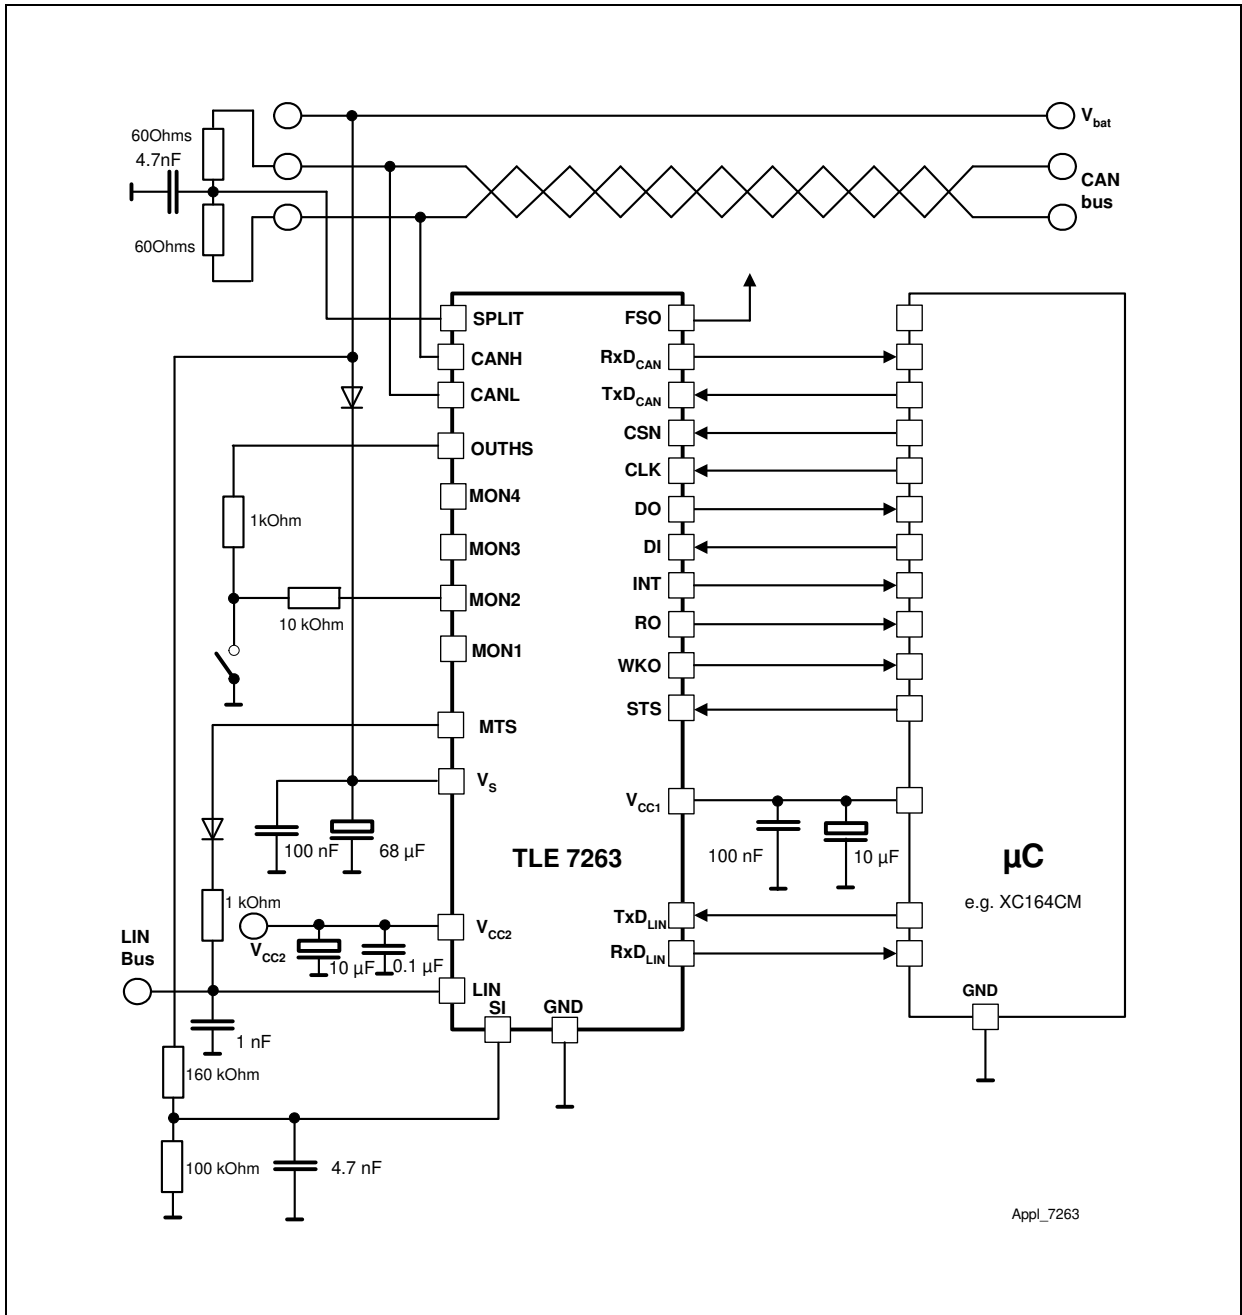 60Ohms
4.7nF
60Ohms
Vbat
CAN
bus
SPLIT
CANH
CANL
OUTHS
MON4
MON3
MON2
MON1
MTS
VS
VCC2
LIN
SI
GND
FSO
RxDCAN
TxDCAN
CSN
CLK
DO
DI
INT
RO
WKO
STS
VCC1
TxDLIN
RxDLIN
TLE 7263
1kOhm
10 kOhm
100 nF
68 µF
1 kOhm
VCC2
10 µF
0.1 µF
LIN
Bus
1 nF
160 kOhm
100 kOhm
4.7 nF
100 nF
10 µF
µC
e.g. XC164CM
GND
Appl_7263